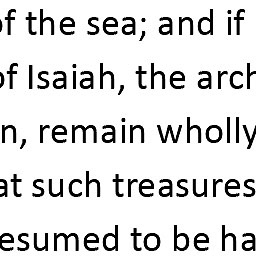 of the sea; and if
of Isaiah, the arch
n, remain wholly
at such treasures
esumed to be ha